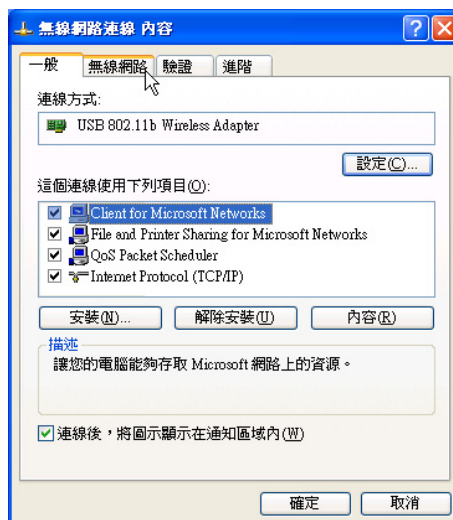 無線網路連線 內容
一般 無線網路 驗證 進階
連線方式:
USB 802.11b Wireless Adapter
設定(C)...
這個連線使用下列項目(O):
Client for Microsoft Networks
File and Printer Sharing for Microsoft Networks
QoS Packet Scheduler
Internet Protocol (TCP/IP)
安裝(N)... 解除安裝(U) 內容(R)
描述
讓您的電腦能夠存取 Microsoft 網路上的資源。
連線後，將圖示顯示在通知區域內(W)
確定 取消